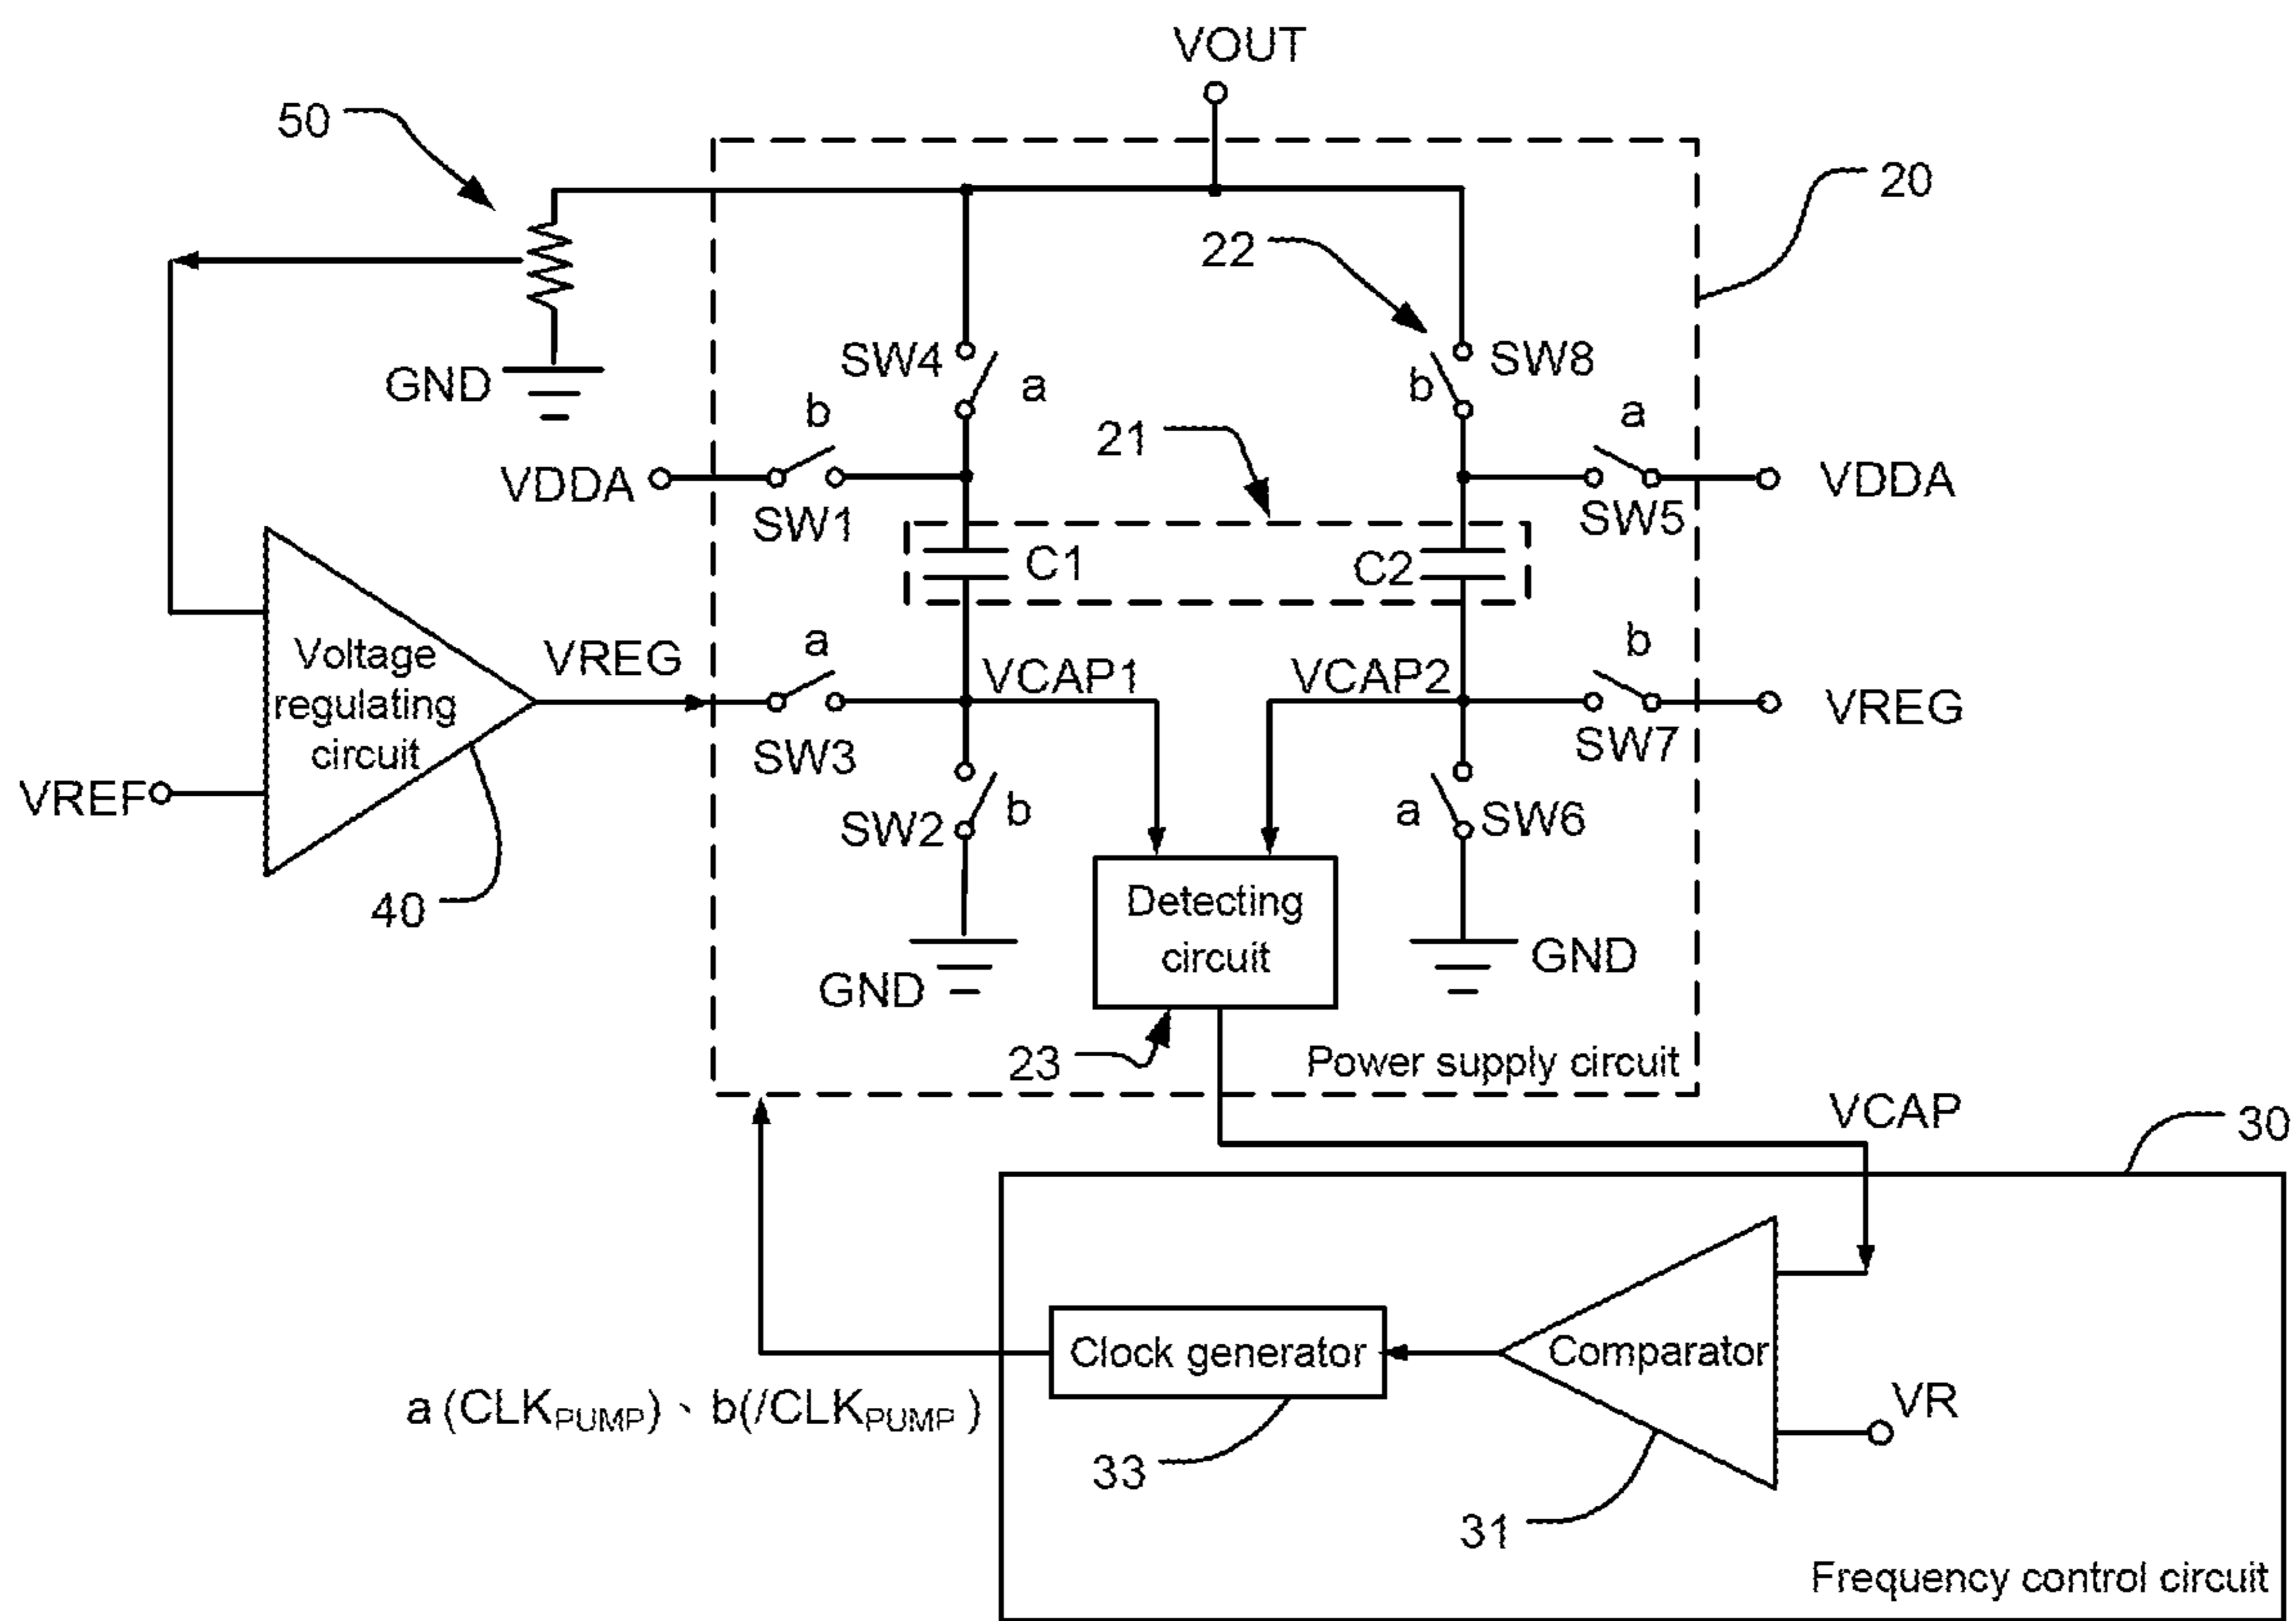 VOUT
50
20
22
SW4
a
SW8
b
GND
b
a
21
VDDA
SW1
VDDA
SW5
C1
C2
Voltage
regulating
circuit
VREG
a
VCAP1
VCAP2
b
VREG
SW3
SW7
VREF
SW2
b
a
SW6
40
Detecting
circuit
GND
GND
23
Power supply circuit
VCAP
30
Clock generator
Comparator
a (CLKPUMP) 、 b(/CLKPUMP )
VR
33
31
Frequency control circuit